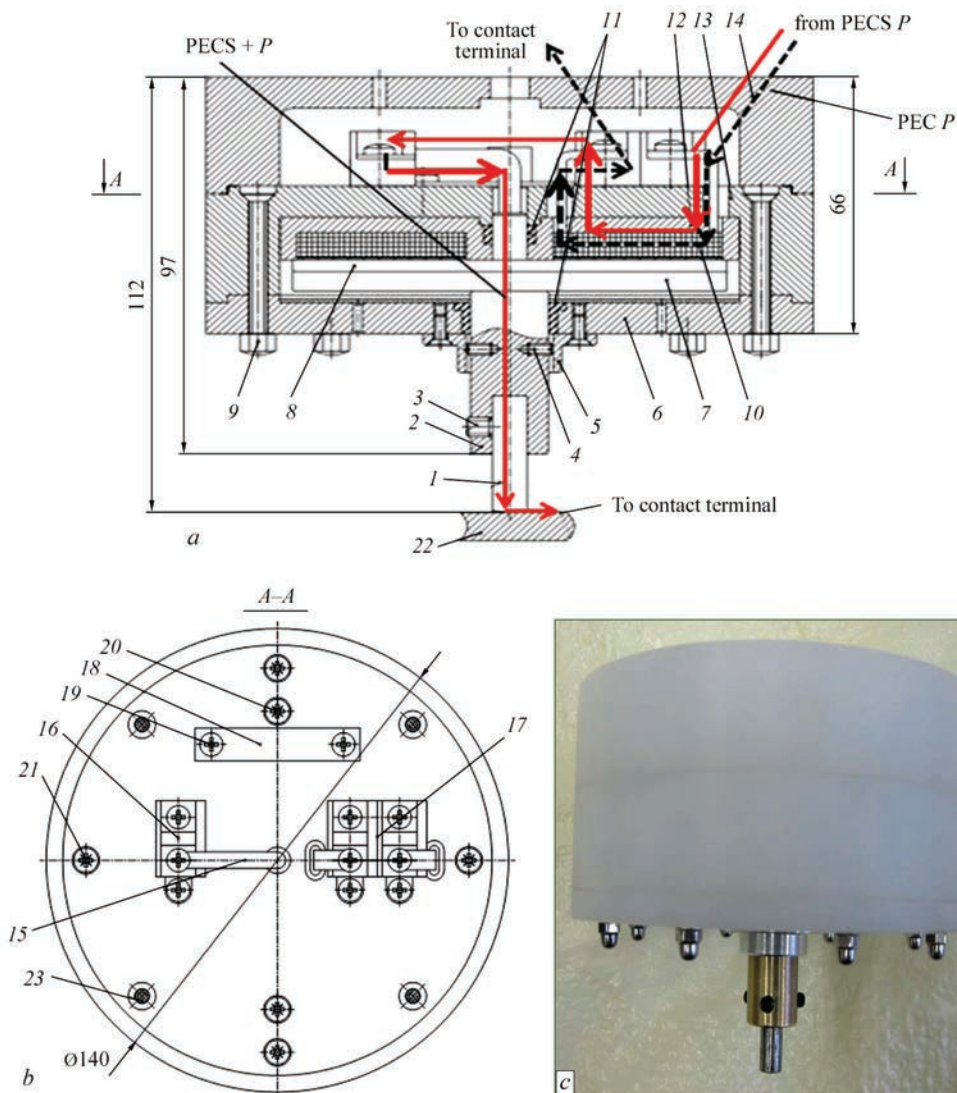 11 12 13 14 from PECS P
To contact
terminal
PECS + P
PEC P
A A
112
97
66
9 8 3 2 1 4 5 6 7 10
To contact terminal
a
22
A–A
20
18
19
16
17
21
15
23
Ø140
b
c